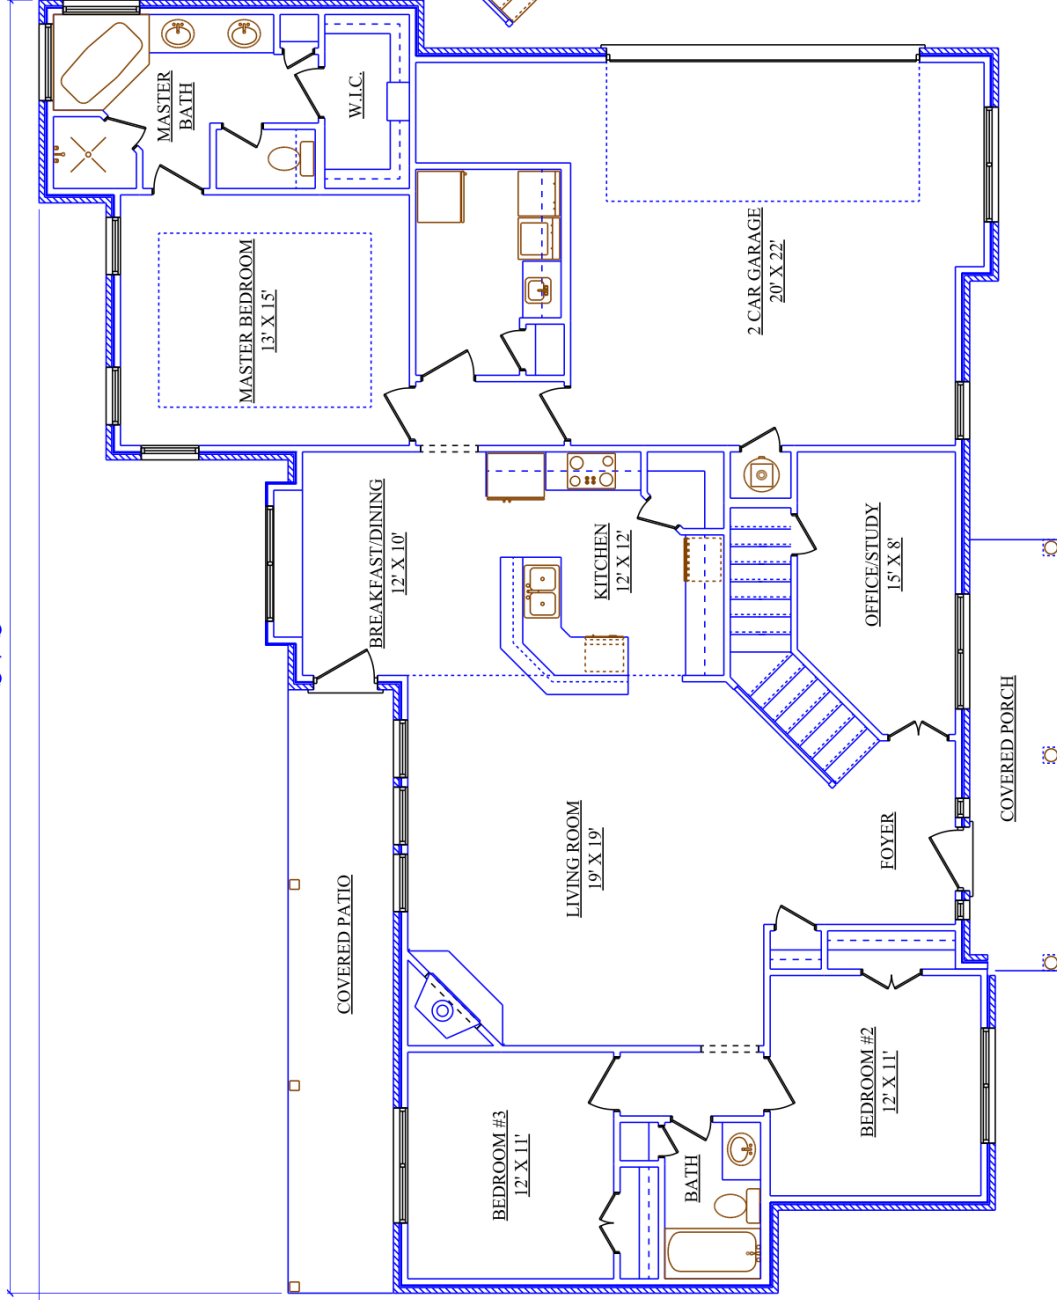 MASTER
BATH
W.I.C.
MASTER BEDROOM
13' X 15'
2 CAR GARAGE
20' X 22'
BREAKFAST/DINING
12' X 10'
KITCHEN
12' X 12'
OFFICE/STUDY
15' X 8'
COVERED PORCH
LIVING ROOM
19' X 19'
FOYER
COVERED PATIO
BEDROOM #2
12' X 11'
BEDROOM #3
12' X 11'
BATH